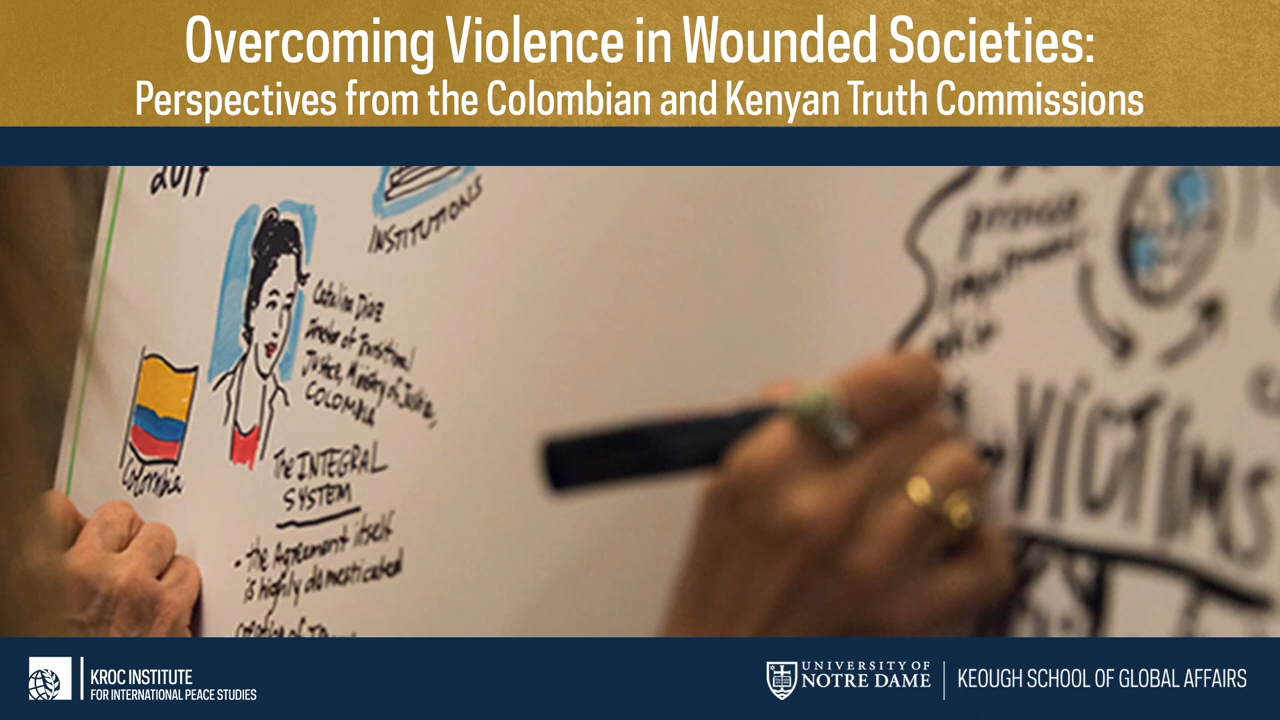 Overcoming Violence in Wounded Societies:
Perspectives from the Colombian and Kenyan Truth Commissions
2017
INSTITUTIONS
Catalina Diaz
Director of Transitional
Justice, Ministry of Justice,
COLOMBIA
Colombia
The INTEGRAL
SYSTEM
- the Agreement itself
is highly domesticated
VICTIMS
KROC INSTITUTE
FOR INTERNATIONAL PEACE STUDIES
UNIVERSITY OF
NOTRE DAME
KEOUGH SCHOOL OF GLOBAL AFFAIRS